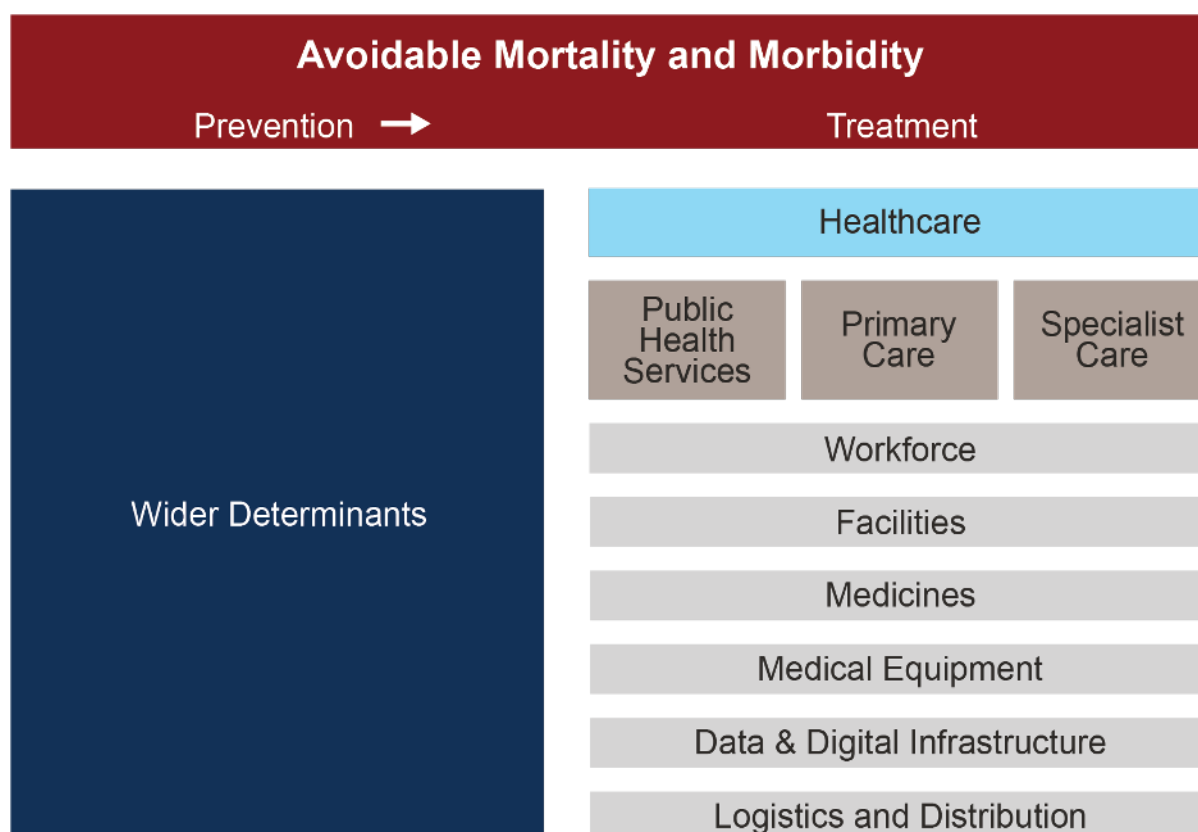 Avoidable Mortality and Morbidity
Prevention → Treatment
Healthcare
Public
Health
Services
Primary
Care
Specialist
Care
Wider Determinants
Workforce
Facilities
Medicines
Medical Equipment
Data & Digital Infrastructure
Logistics and Distribution